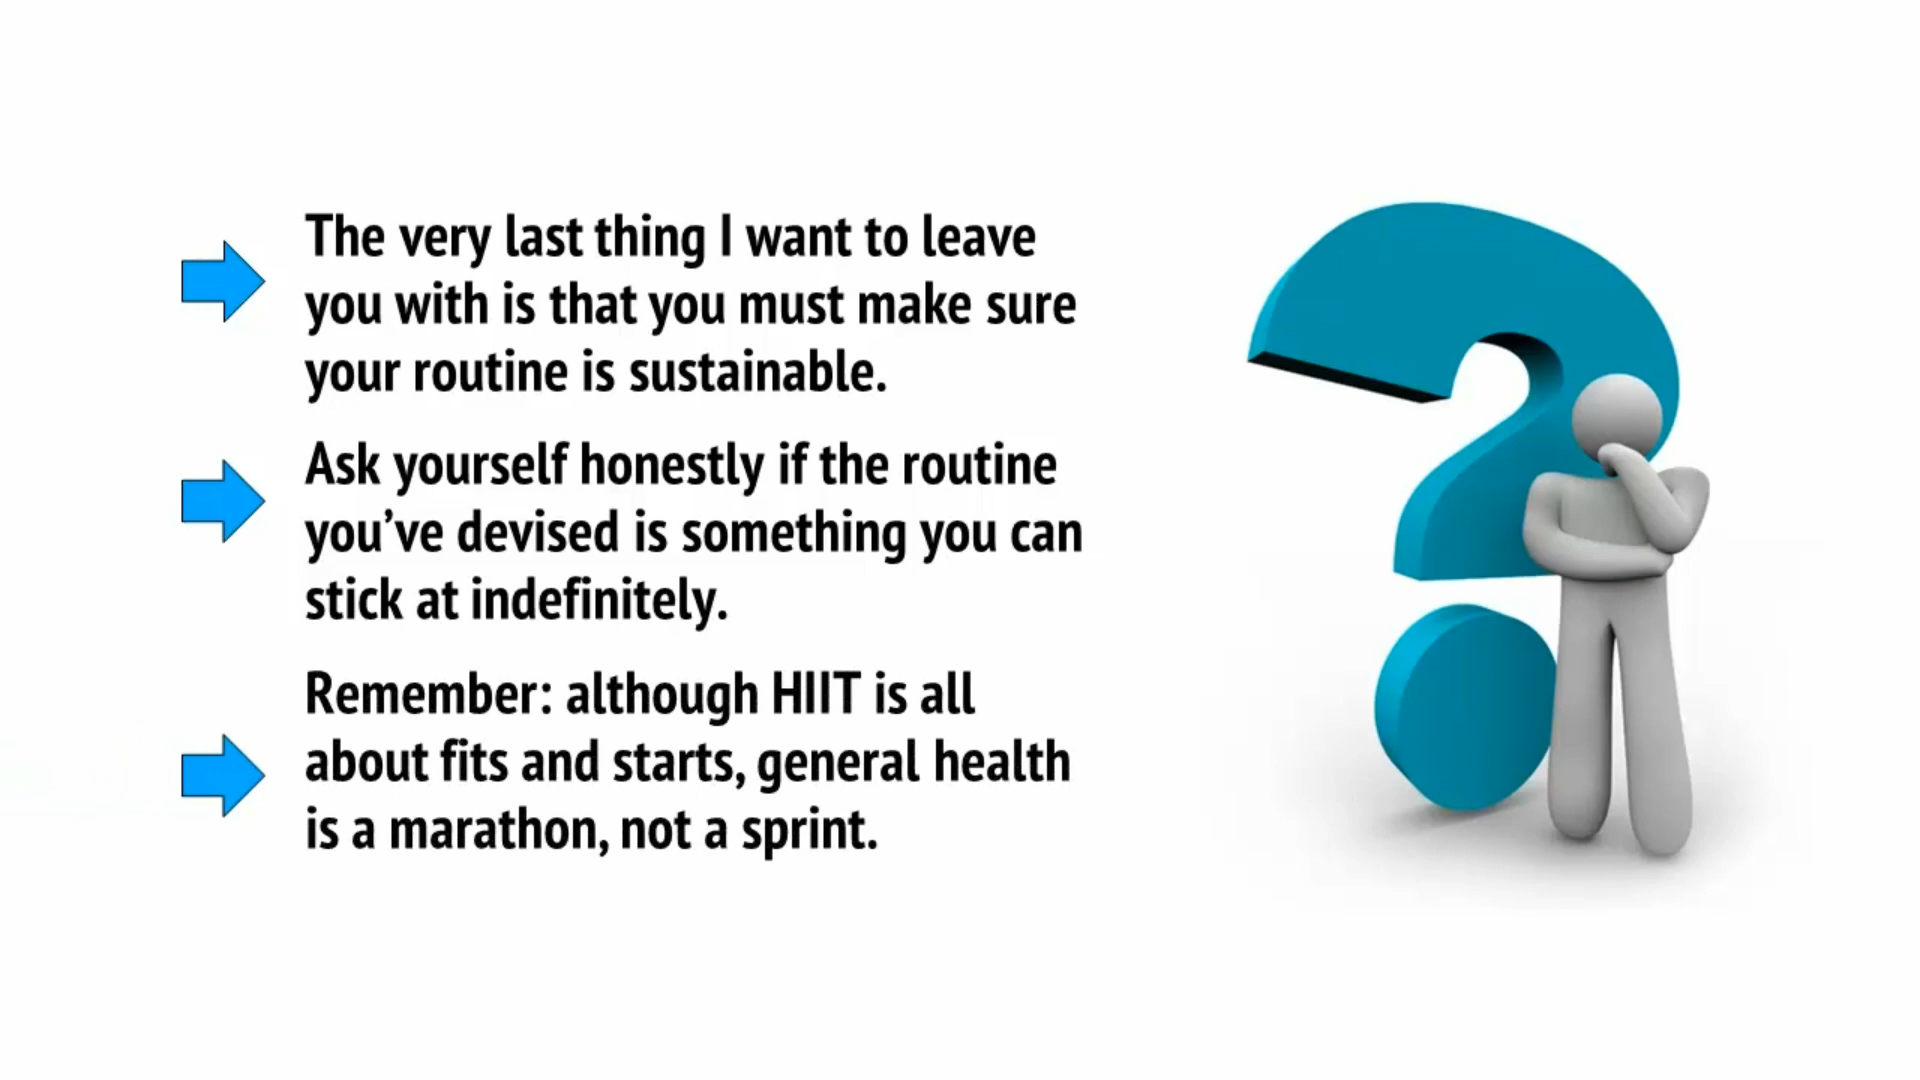 The very last thing I want to leave
you with is that you must make sure
your routine is sustainable.
Ask yourself honestly if the routine
you’ve devised is something you can
stick at indefinitely.
Remember: although HIIT is all
about fits and starts, general health
is a marathon, not a sprint.